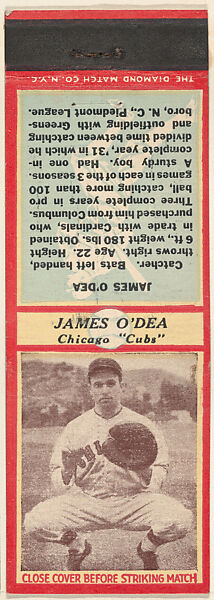 THE DIAMOND MATCH CO., N.Y.C.
JAMES O'DEA
Catcher. Bats left handed,
throws right. Age 22. Height
6 ft. weight 180 lbs. Obtained
in trade with Cardinals, who
purchased him from Columbus.
Three complete years in pro
ball, catching more than 100
games in each of the 3 seasons.
A sturdy boy. Had one in-
complete year, '31, in which he
divided time between catching
and outfielding with Greens-
boro, N. C., Piedmont League.
JAMES O'DEA
Chicago "Cubs"
CHI
CLOSE COVER BEFORE STRIKING MATCH